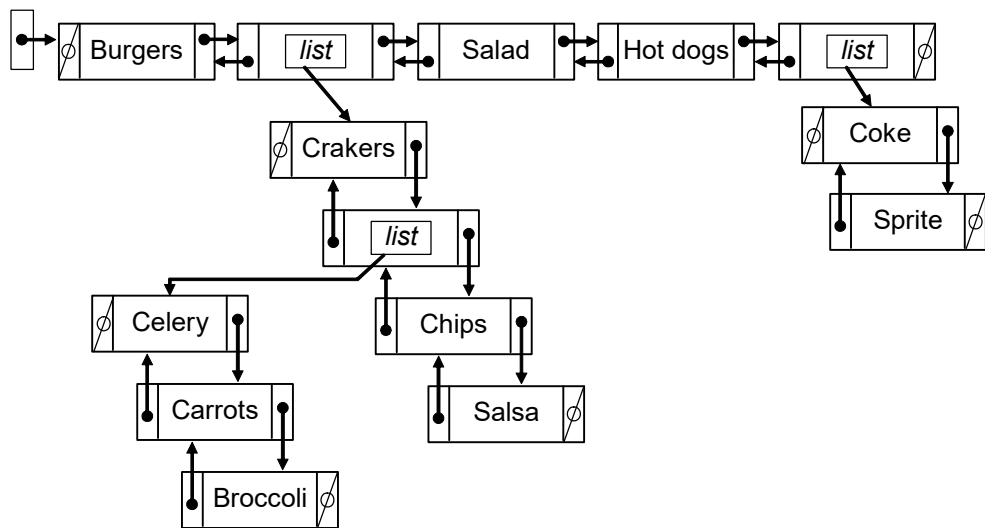 Burgers
list
Salad
Hot dogs
list
Crakers
Coke
list
Sprite
Celery
Chips
Carrots
Salsa
Broccoli